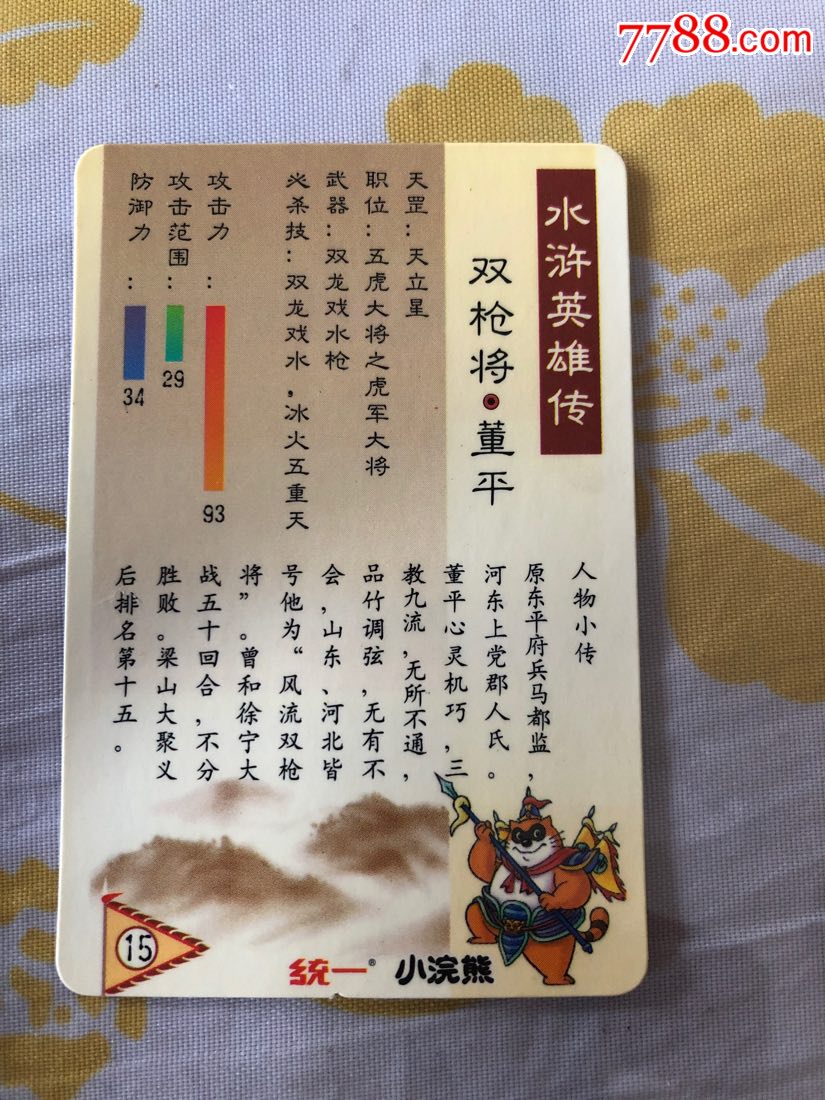 7788.com
水浒英雄传
双枪将·董平
天罡：天立星
职位：五虎大将之虎军大将
武器：双龙戏水枪
必杀技：双龙戏水，冰火五重天
攻击力：
93
攻击范围：
29
防御力：
34
人物小传
原东平府兵马都监，
河东上党郡人氏。
董平心灵机巧，三
教九流，无所不通，
品竹调弦，无有不
会，山东、河北皆
号他为“风流双枪
将”。曾和徐宁大
战五十回合，不分
胜败。梁山大聚义
后排名第十五。
15
统一® 小浣熊